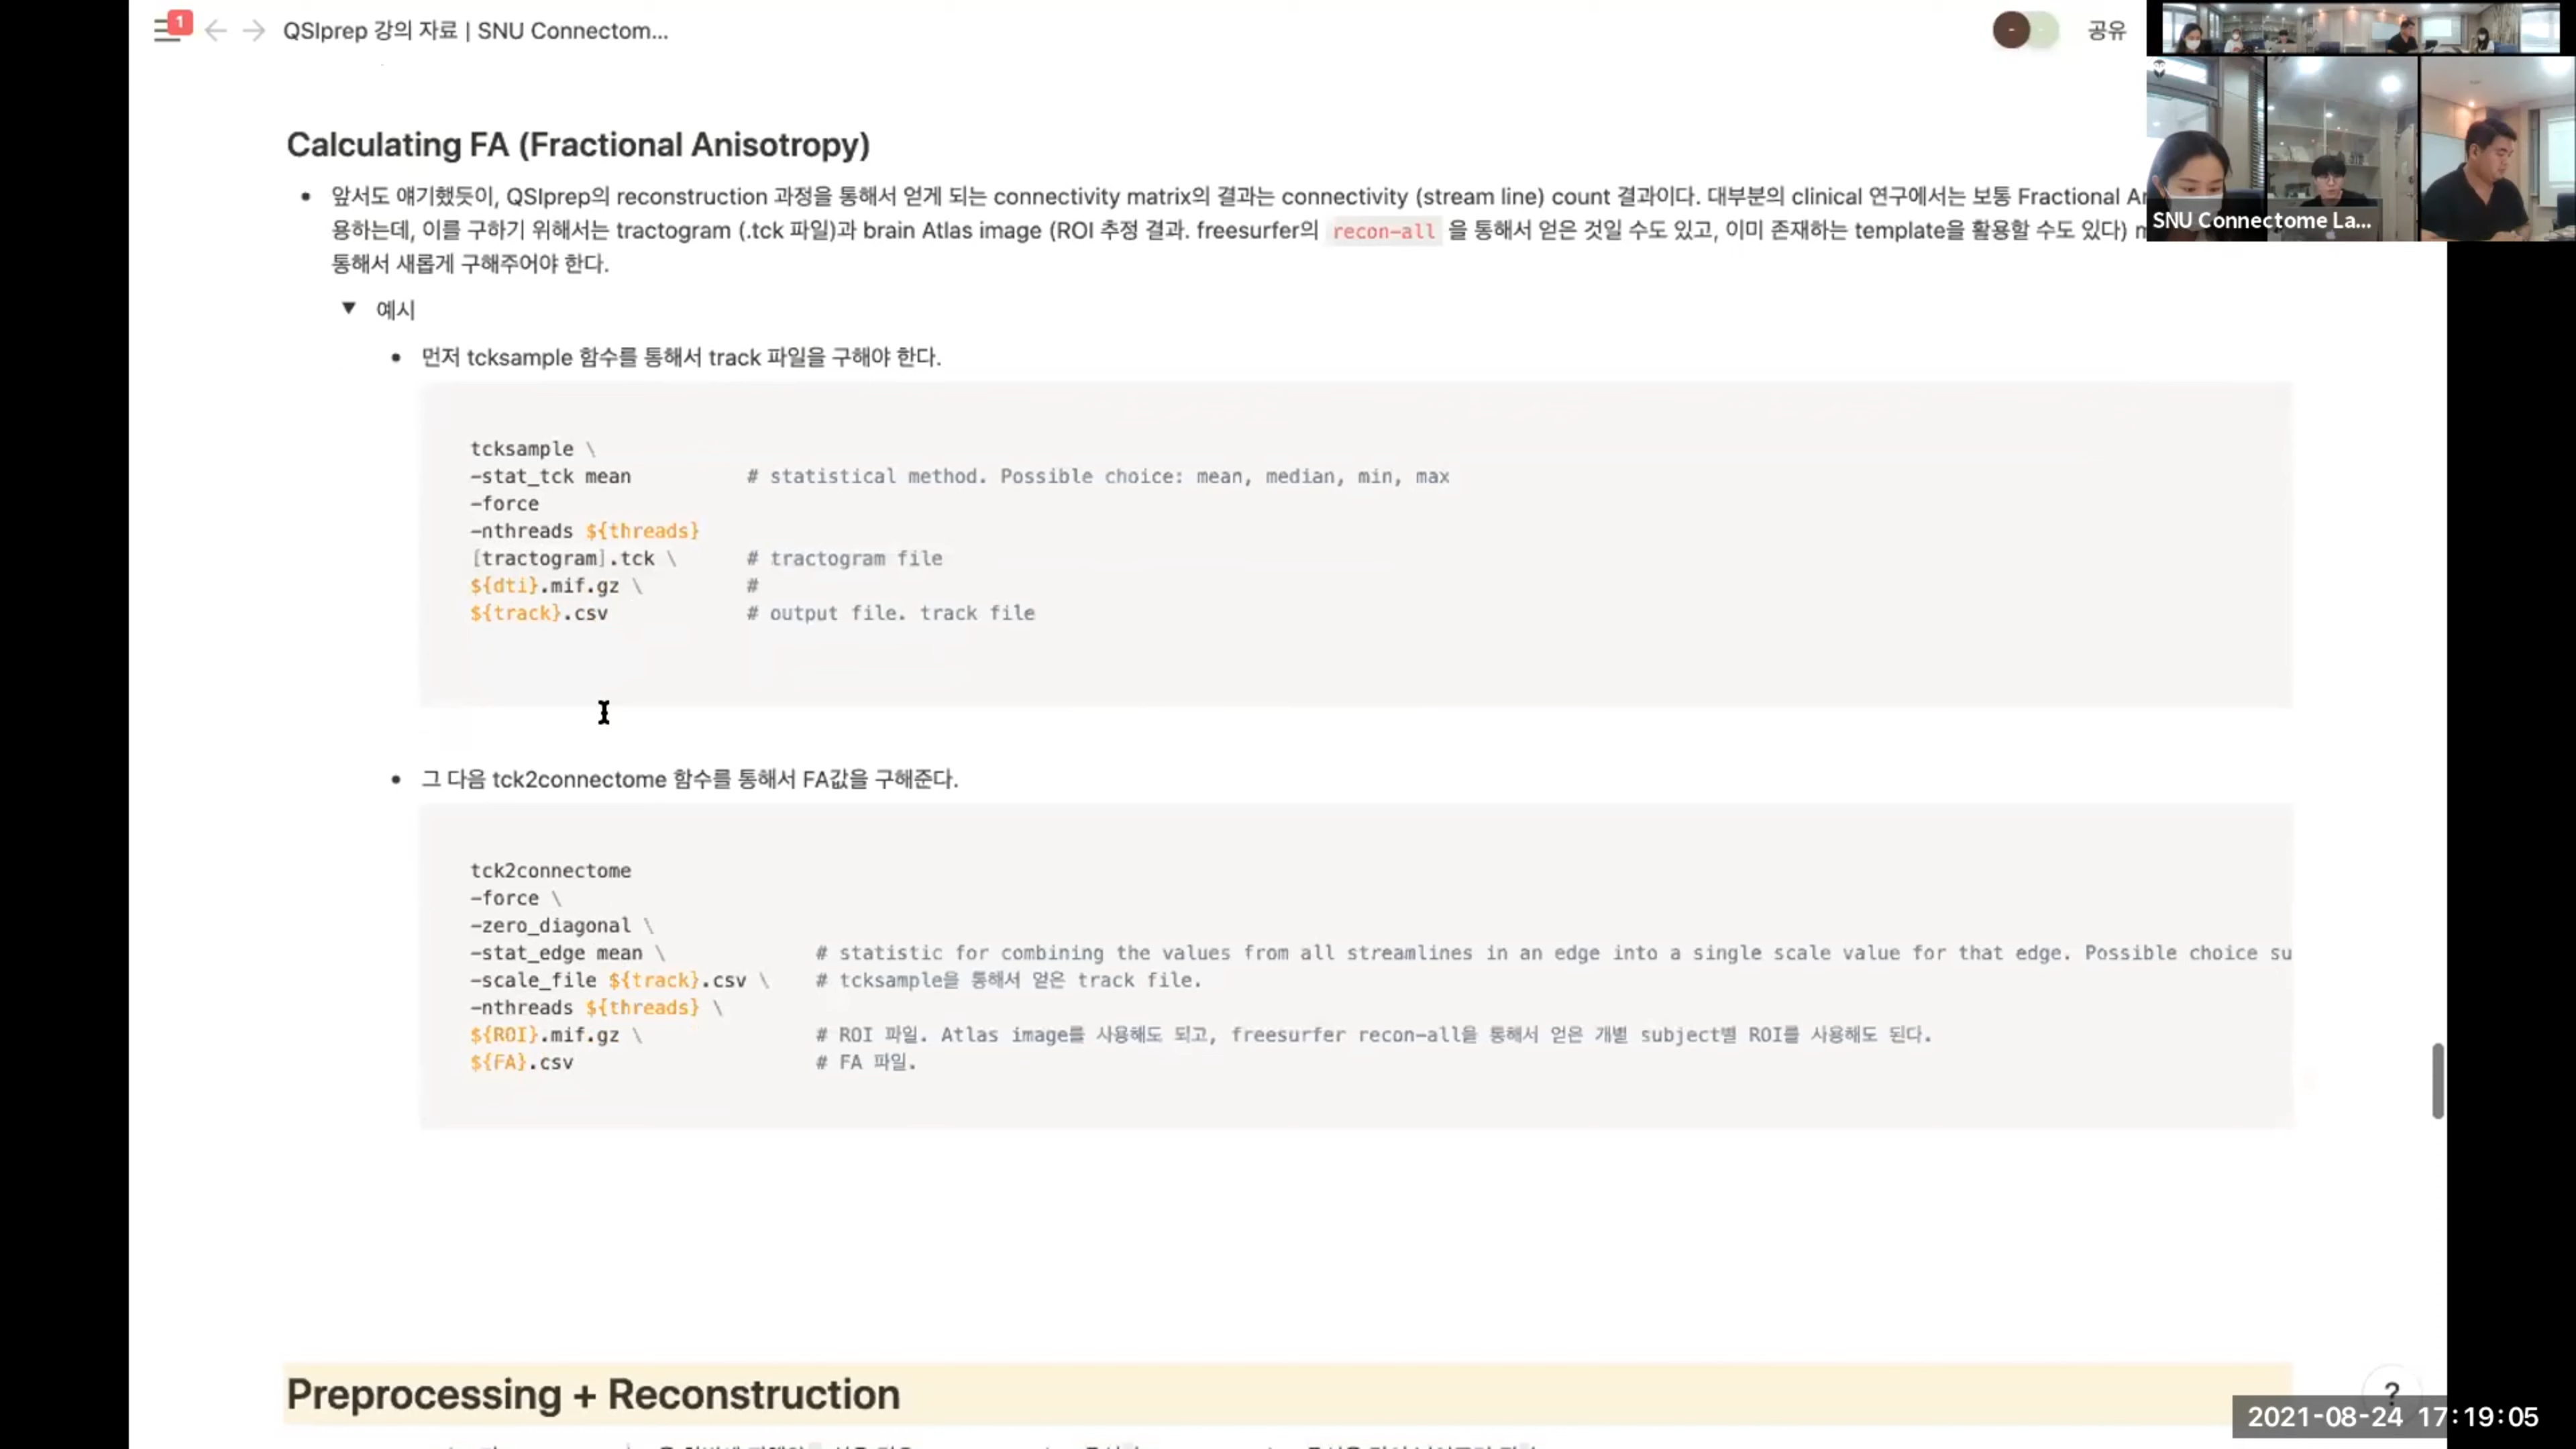 1
QSIprep 강의 자료 | SNU Connectom...
공유
Calculating FA (Fractional Anisotropy)
앞서도 얘기했듯이, QSIprep의 reconstruction 과정을 통해서 얻게 되는 connectivity matrix의 결과는 connectivity (stream line) count 결과이다. 대부분의 clinical 연구에서는 보통 Fractional
용하는데, 이를 구하기 위해서는 tractogram (.tck 파일)과 brain Atlas image (ROI 추정 결과. freesurfer의 recon-all 을 통해서 얻은 것일 수도 있고, 이미 존재하는 template을 활용할 수도 있다)
통해서 새롭게 구해주어야 한다.
SNU Connectome La...
예시
먼저 tcksample 함수를 통해서 track 파일을 구해야 한다.
tcksample \
-stat_tck mean # statistical method. Possible choice: mean, median, min, max
-force
-nthreads ${threads}
[tractogram].tck \ # tractogram file
${dti}.mif.gz \ #
${track}.csv # output file. track file
그 다음 tck2connectome 함수를 통해서 FA값을 구해준다.
tck2connectome
-force \
-zero_diagonal \
-stat_edge mean \ # statistic for combining the values from all streamlines in an edge into a single scale value for that edge. Possible choice su
-scale_file ${track}.csv \ # tcksample을 통해서 얻은 track file.
-nthreads ${threads} \
${ROI}.mif.gz \ # ROI 파일. Atlas image를 사용해도 되고, freesurfer recon-all을 통해서 얻은 개별 subject별 ROI를 사용해도 된다.
${FA}.csv # FA 파일.
Preprocessing + Reconstruction
?
2021-08-24 17:19:05